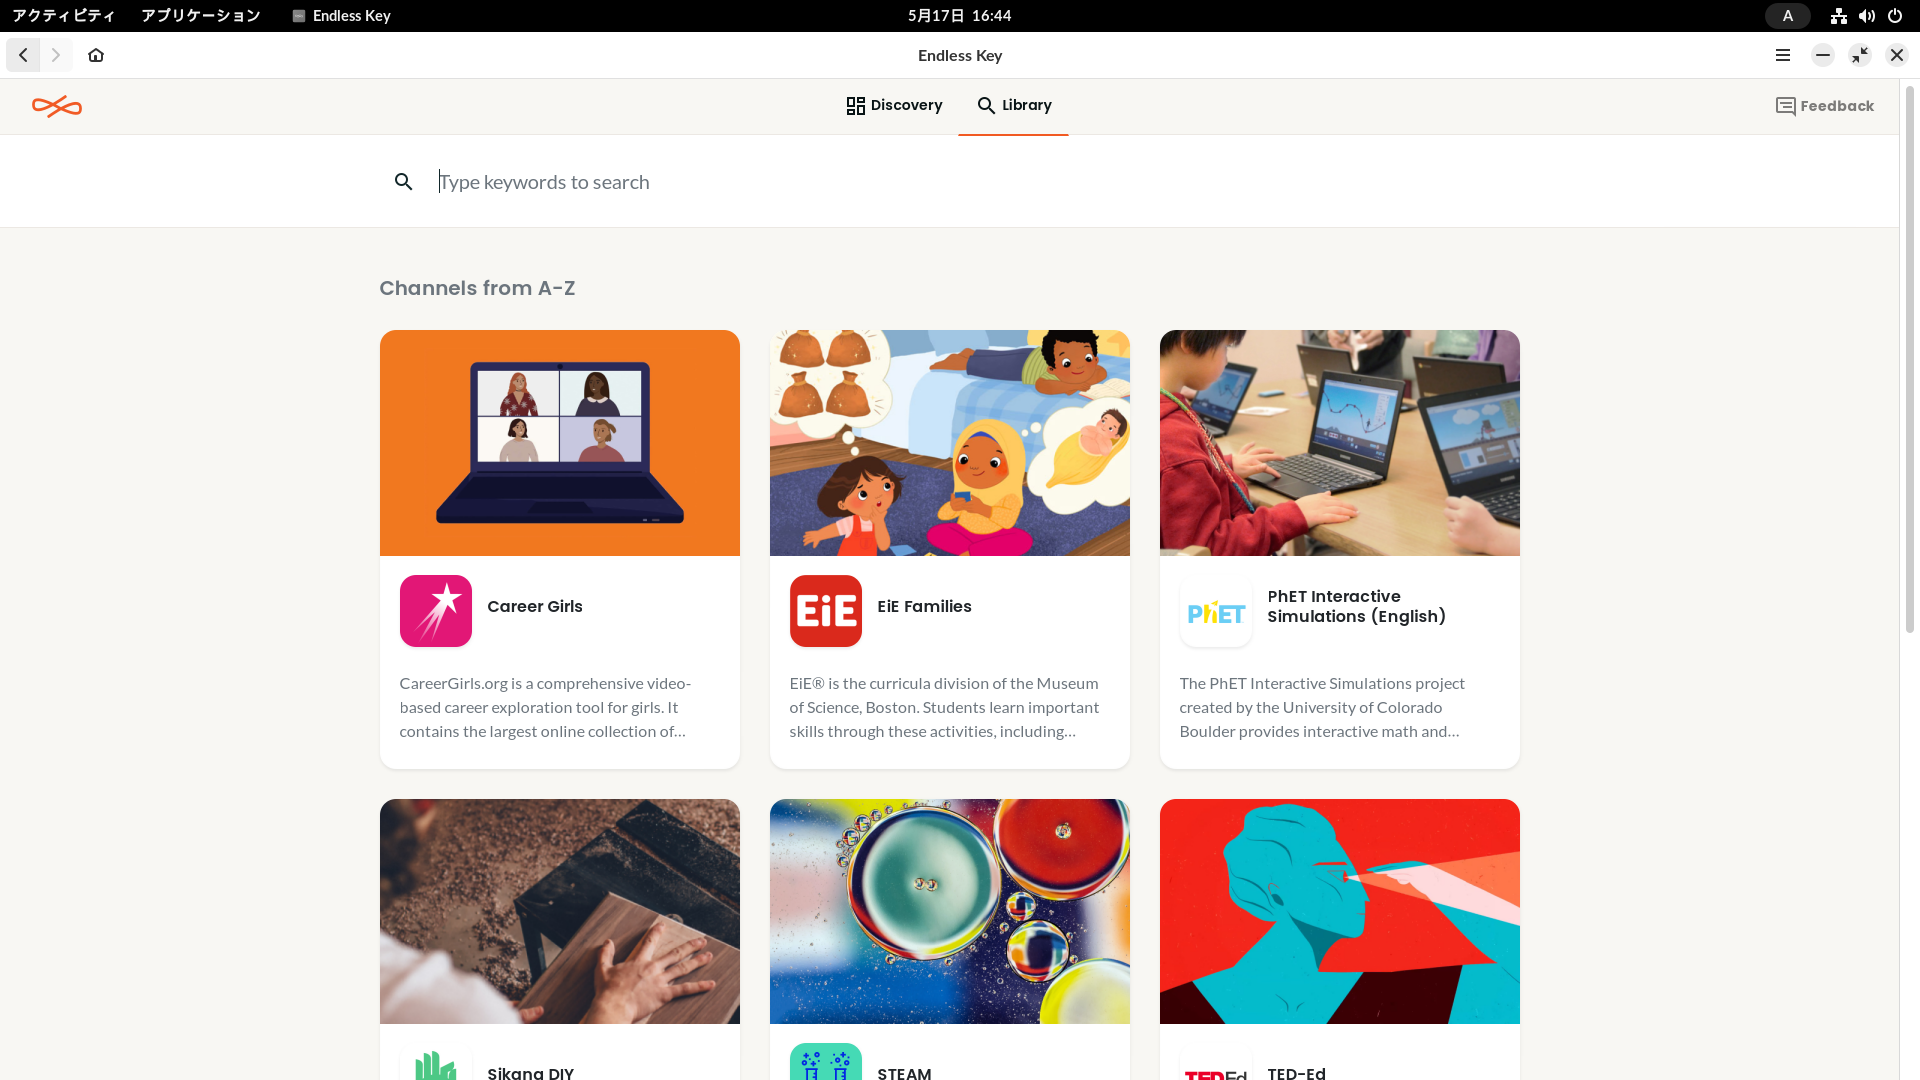 アクティビティ アプリケーション Endless Key 5月17日 16:44 A
Endless Key
Discovery Library Feedback
Type keywords to search
Channels from A-Z
Career Girls
CareerGirls.org is a comprehensive video-
based career exploration tool for girls. It
contains the largest online collection of…
EiE
EiE Families
EiE® is the curricula division of the Museum
of Science, Boston. Students learn important
skills through these activities, including…
PhET
PhET Interactive
Simulations (English)
The PhET Interactive Simulations project
created by the University of Colorado
Boulder provides interactive math and…
Sikana DIY
STEAM
TED-Ed
TED-Ed